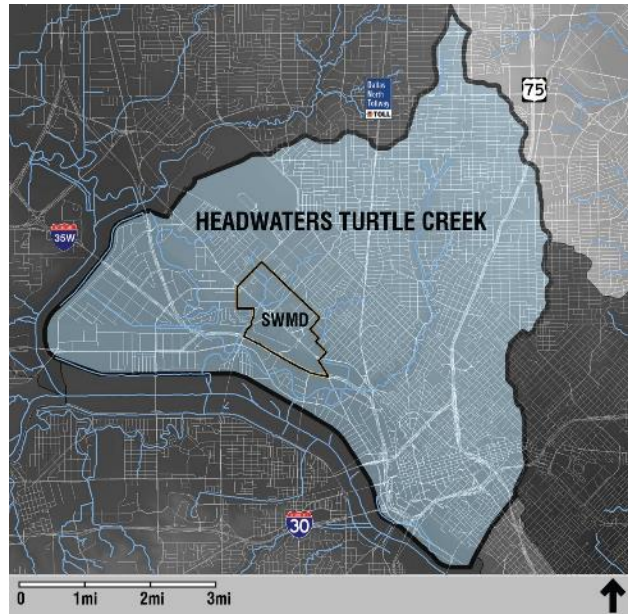 75
Dallas
North
Tollway
TOLL
HEADWATERS TURTLE CREEK
35W
SWMD
30
0 1mi 2mi 3mi